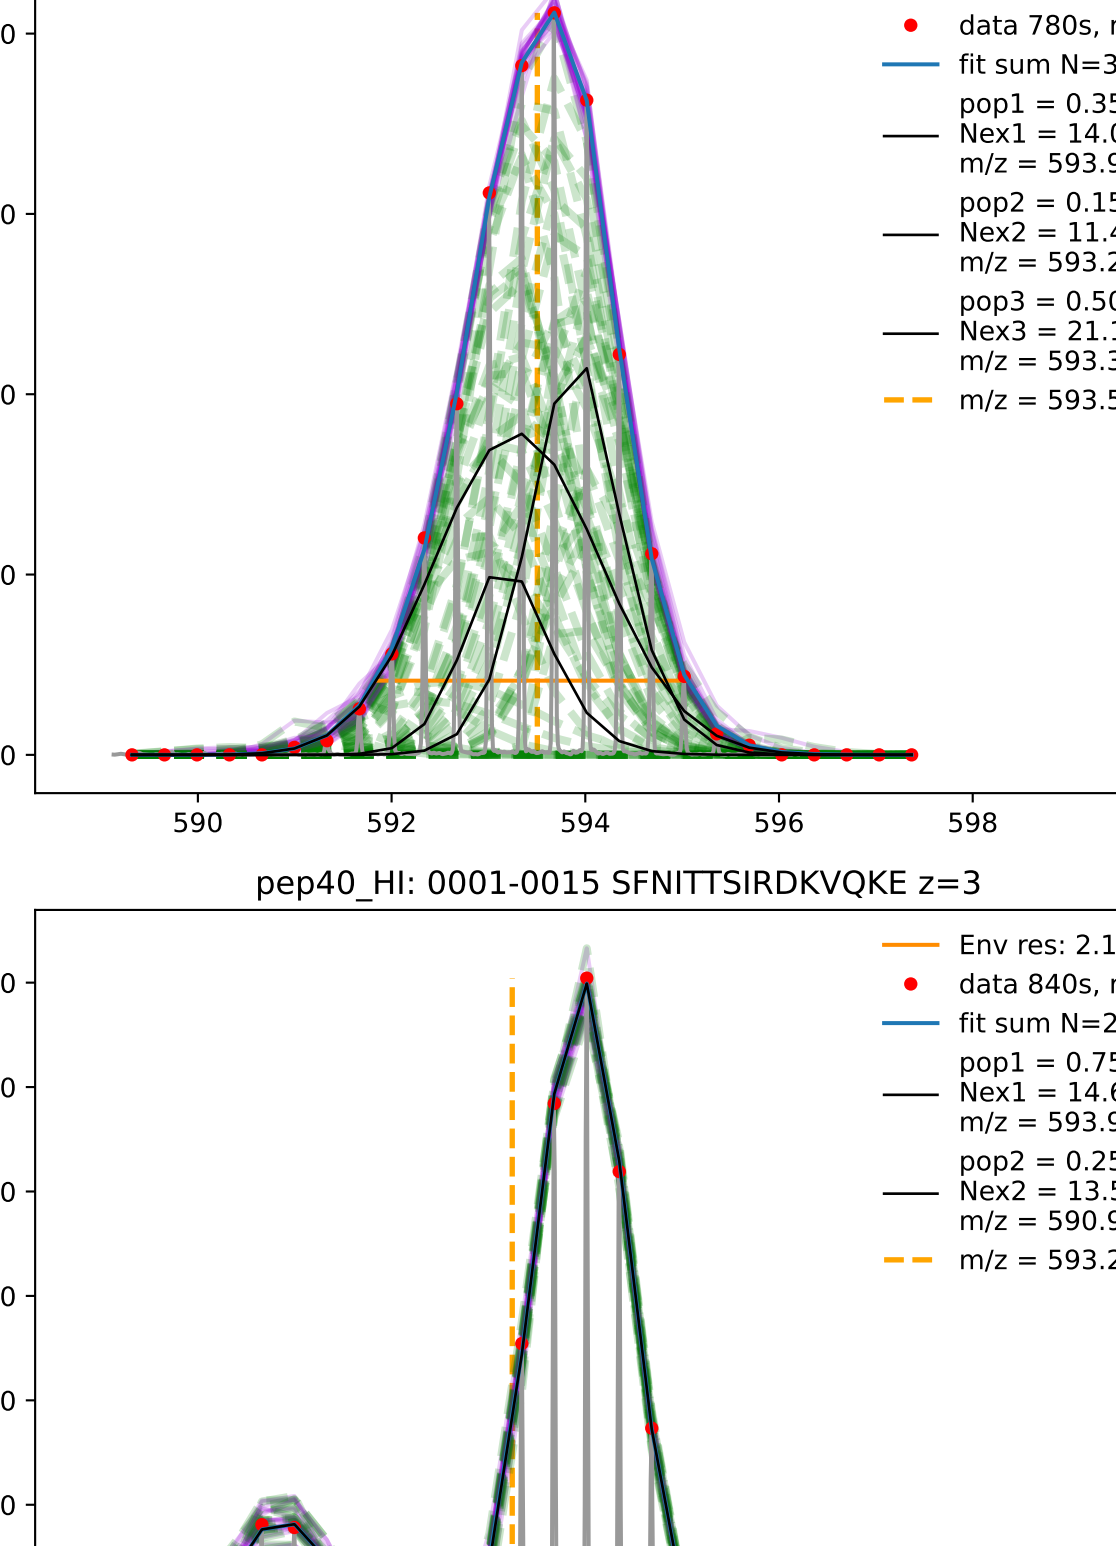 0
0
0
0
0
data 780s, r
fit sum N=3
pop1 = 0.35
Nex1 = 14.0
m/z = 593.9
pop2 = 0.15
Nex2 = 11.4
m/z = 593.2
pop3 = 0.50
Nex3 = 21.1
m/z = 593.3
m/z = 593.5
590 592 594 596 598
pep40_HI: 0001-0015 SFNITTSIRDKVQKE z=3
0
0
0
0
0
0
Env res: 2.1
data 840s, r
fit sum N=2
pop1 = 0.75
Nex1 = 14.6
m/z = 593.9
pop2 = 0.25
Nex2 = 13.5
m/z = 590.9
m/z = 593.2